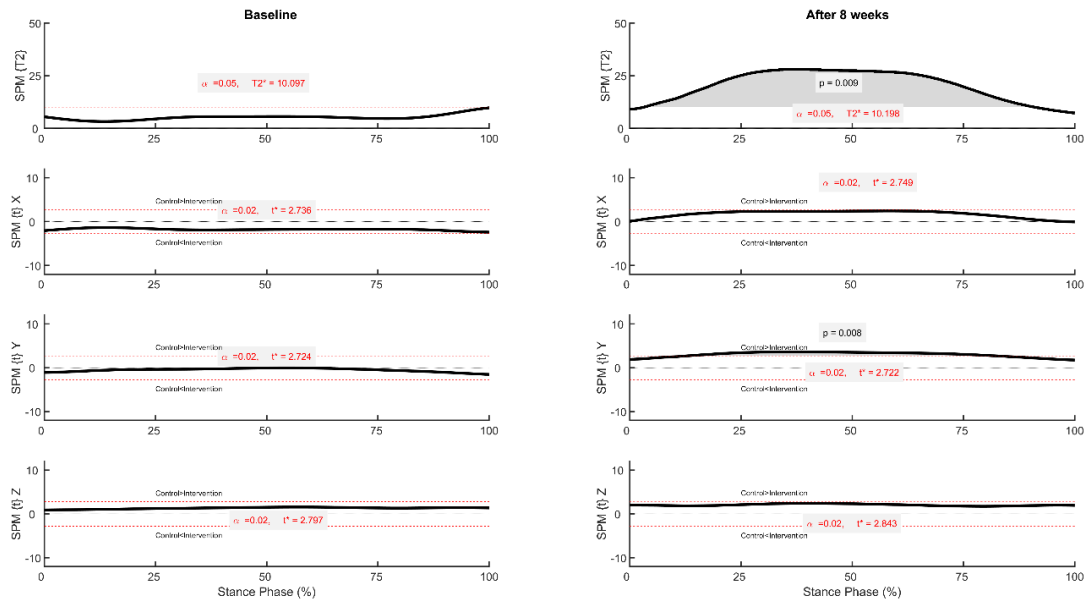 Baseline
50
25
0
SPM {T2}
α =0.05, T2* = 10.097
0 25 50 75 100
10
0
-10
SPM {t} X
Control>Intervention
α =0.02, t* = 2.736
Control<Intervention
0 25 50 75 100
10
0
-10
SPM {t} Y
Control>Intervention
α =0.02, t* = 2.724
Control<Intervention
0 25 50 75 100
10
0
-10
SPM {t} Z
Control>Intervention
α =0.02, t* = 2.797
Control<Intervention
0 25 50 75 100
Stance Phase (%)
After 8 weeks
50
25
0
SPM {T2}
p = 0.009
α =0.05, T2* = 10.198
0 25 50 75 100
10
0
-10
SPM {t} X
α =0.02, t* = 2.749
Control>Intervention
Control<Intervention
0 25 50 75 100
10
0
-10
SPM {t} Y
p = 0.008
Control>Intervention
α =0.02, t* = 2.722
Control<Intervention
0 25 50 75 100
10
0
-10
SPM {t} Z
Control>Intervention
α =0.02, t* = 2.843
Control<Intervention
0 25 50 75 100
Stance Phase (%)